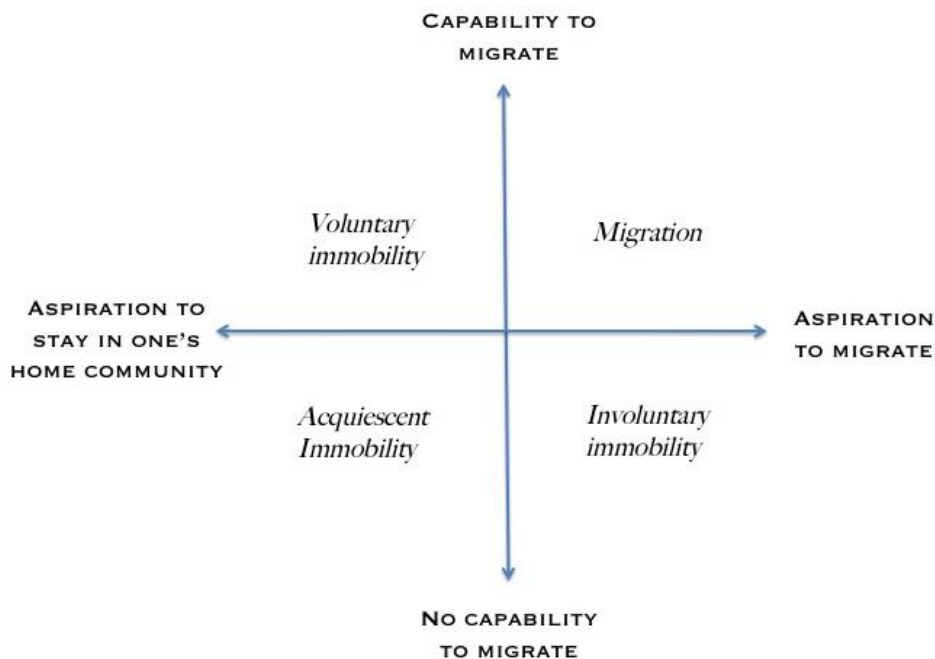 CAPABILITY TO
MIGRATE
Voluntary
immobility
Migration
ASPIRATION TO
STAY IN ONE'S
HOME COMMUNITY
ASPIRATION
TO MIGRATE
Acquiescent
Immobility
Involuntary
immobility
NO CAPABILITY
TO MIGRATE